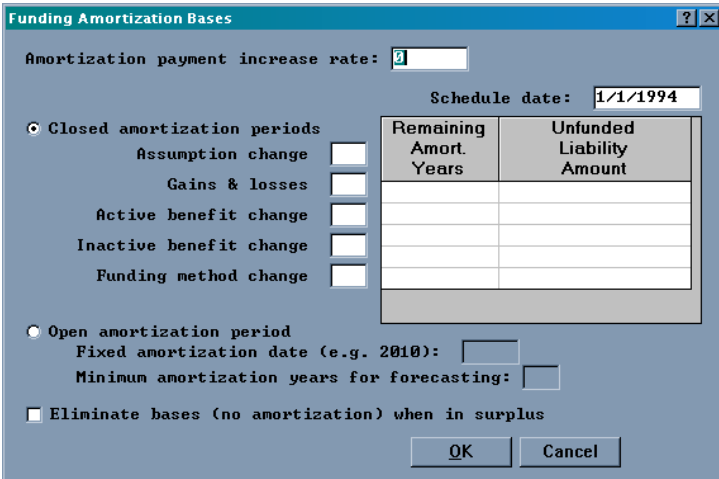 Funding Amortization Bases
Amortization payment increase rate: 0
Schedule date: 1/1/1994
Closed amortization periods
Assumption change
Gains & losses
Active benefit change
Inactive benefit change
Funding method change
Remaining Amort. Years
Unfunded Liability Amount
Open amortization period
Fixed amortization date (e.g. 2010):
Minimum amortization years for forecasting:
Eliminate bases (no amortization) when in surplus
OK Cancel